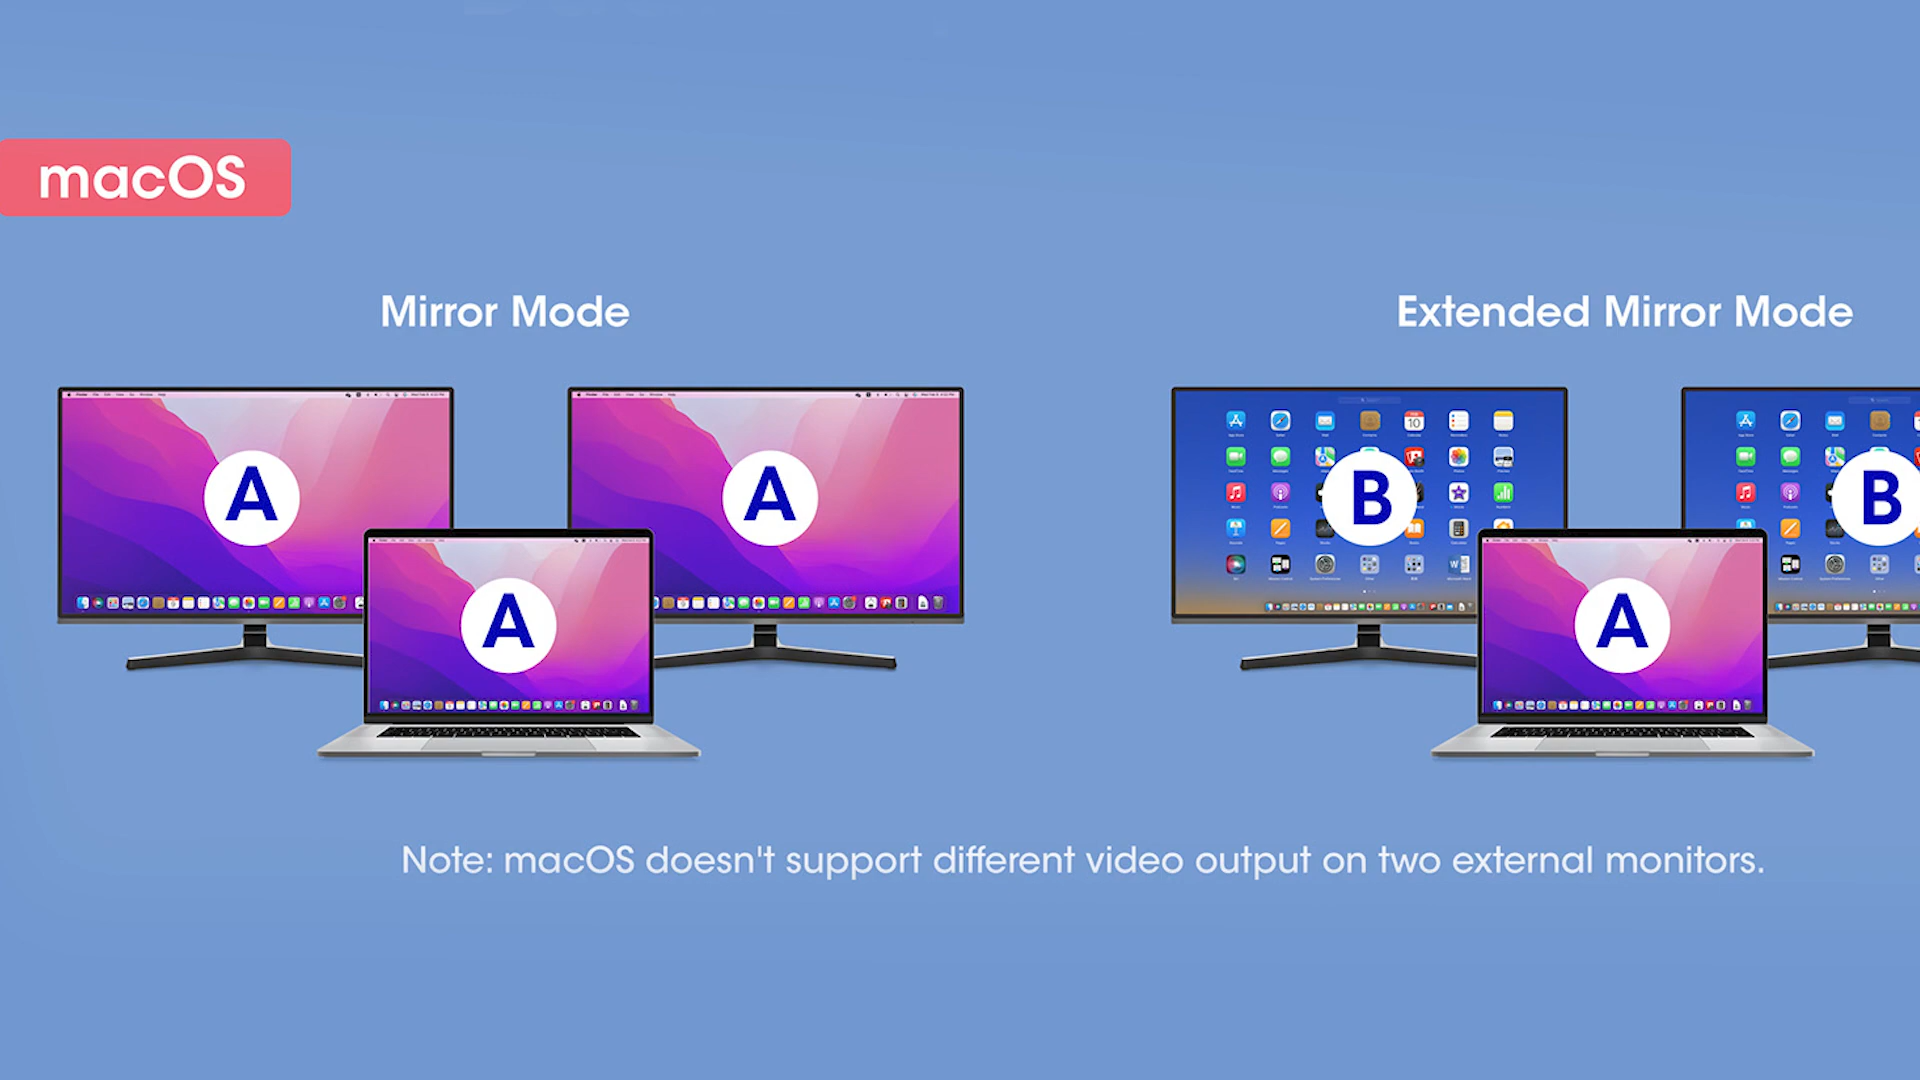 macOS
Mirror Mode
Extended Mirror Mode
A
A
B
B
A
A
Note: macOS doesn't support different video output on two external monitors.